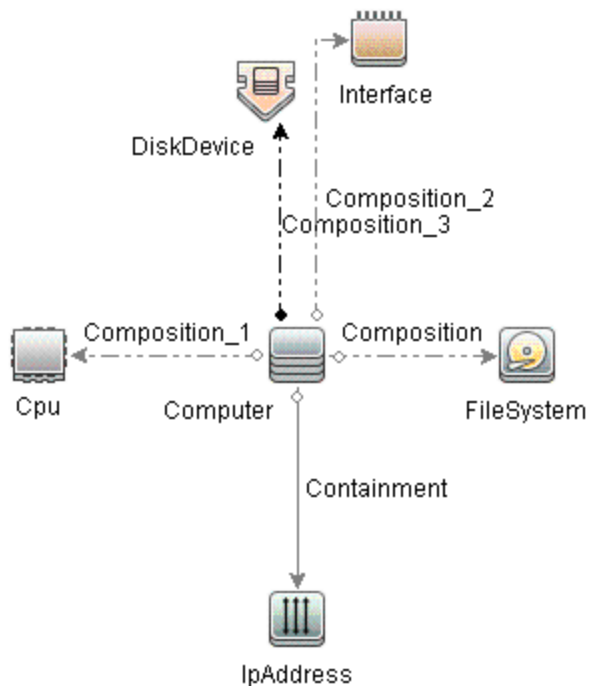 Interface
DiskDevice
Composition_2
Composition_3
Composition_1
Composition
Cpu
Computer
FileSystem
Containment
IpAddress